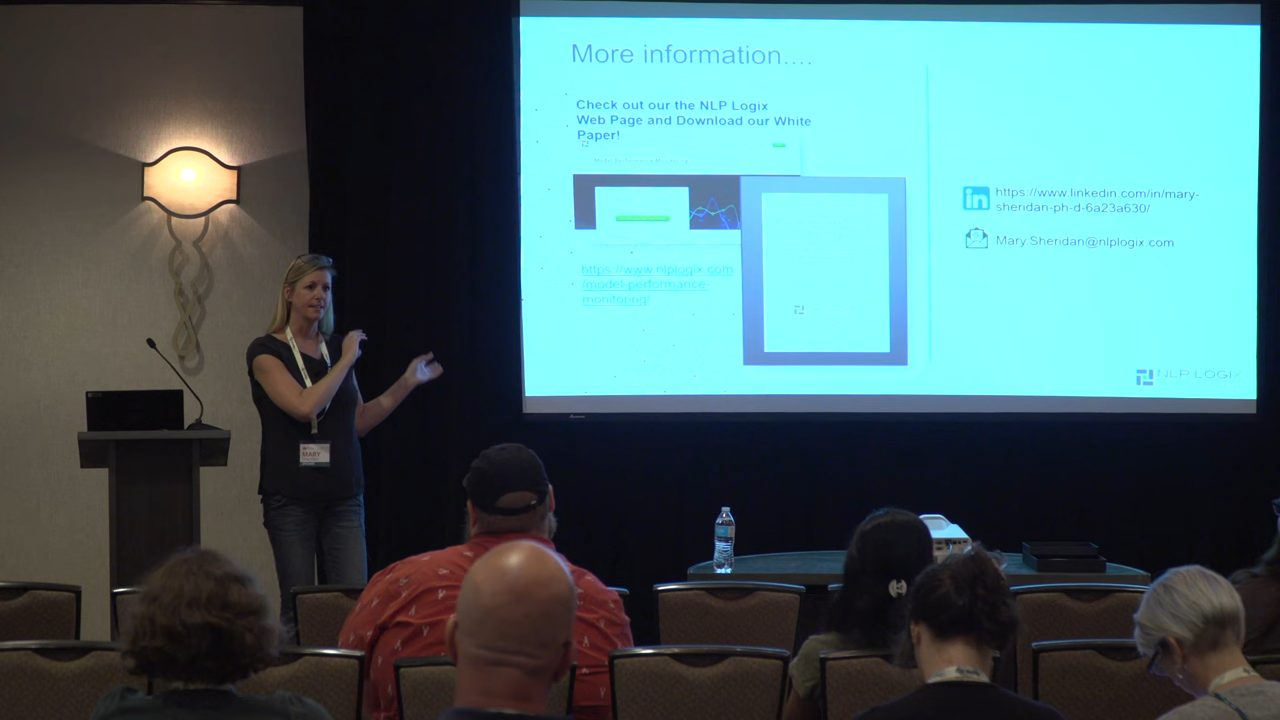 More information....
Check out our the NLP Logix
Web Page and Download our White
Paper!
https://www.nlplogix.com
/model-performance-
monitoring/
https://www.linkedin.com/in/mary-
sheridan-ph-d-6a23a630/
Mary.Sheridan@nlplogix.com
NLP LOGIX
MARY